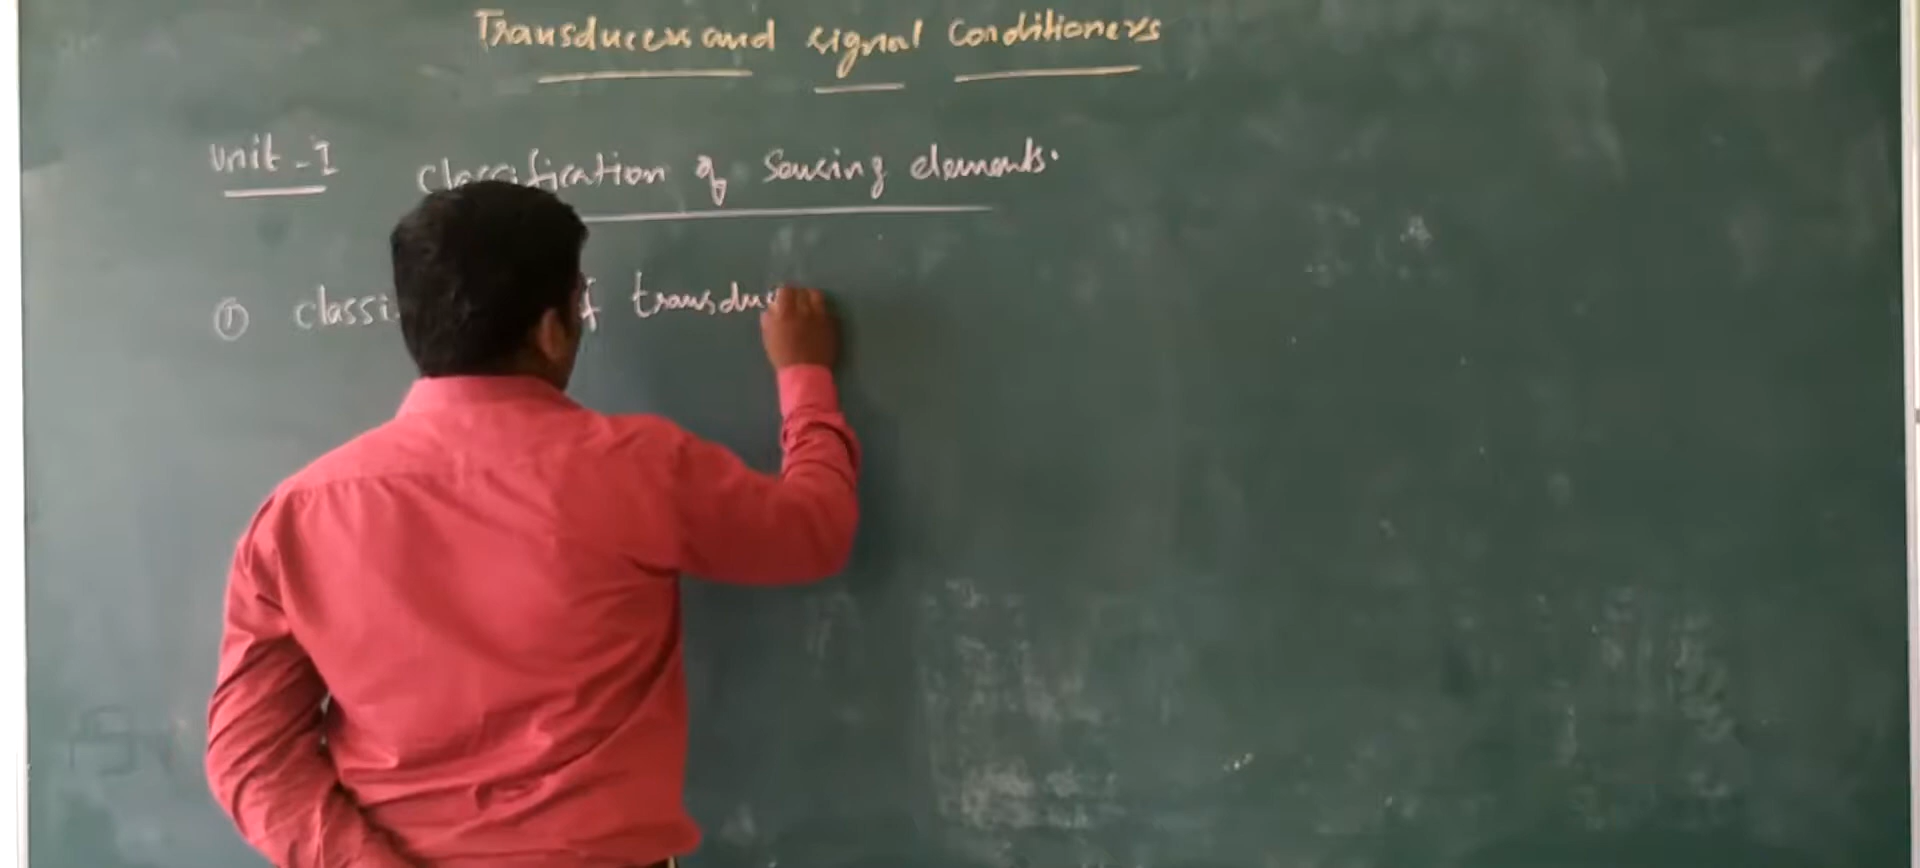 Transducers and signal Conditioners
Unit - I Classification of Sensing elements.
① classi f transdu